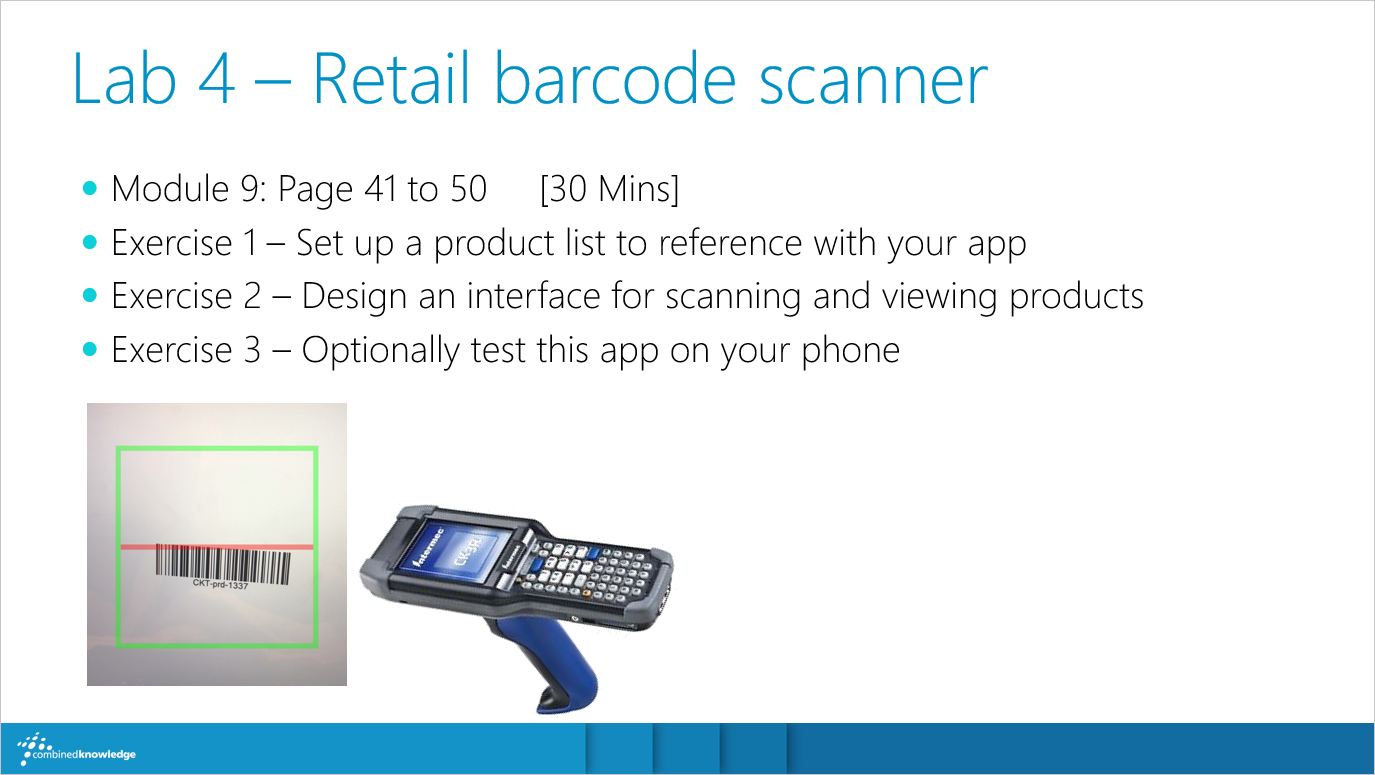 Lab 4 – Retail barcode scanner
Module 9: Page 41 to 50 [30 Mins]
Exercise 1 – Set up a product list to reference with your app
Exercise 2 – Design an interface for scanning and viewing products
Exercise 3 – Optionally test this app on your phone
CKT-prd-1337
Intermec
CK3R
Intermec
combinedknowledge